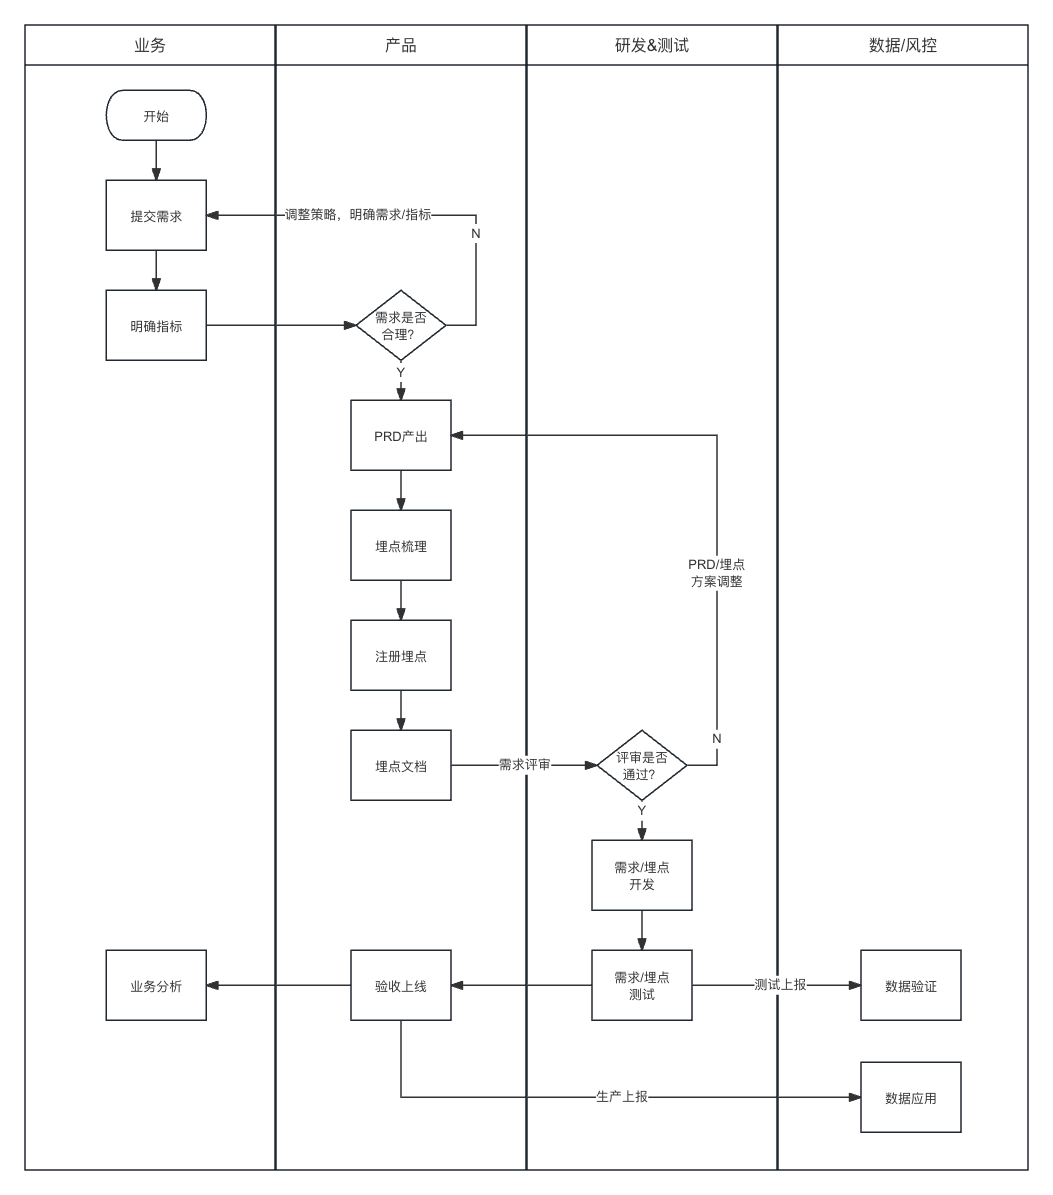 业务
产品
研发&测试
数据/风控
开始
提交需求
调整策略，明确需求/指标
N
明确指标
需求是否
合理?
Y
PRD产出
埋点梳理
PRD/埋点
方案调整
注册埋点
N
埋点文档
需求评审
评审是否
通过?
Y
需求/埋点
开发
业务分析
验收上线
需求/埋点
测试
测试上报
数据验证
生产上报
数据应用